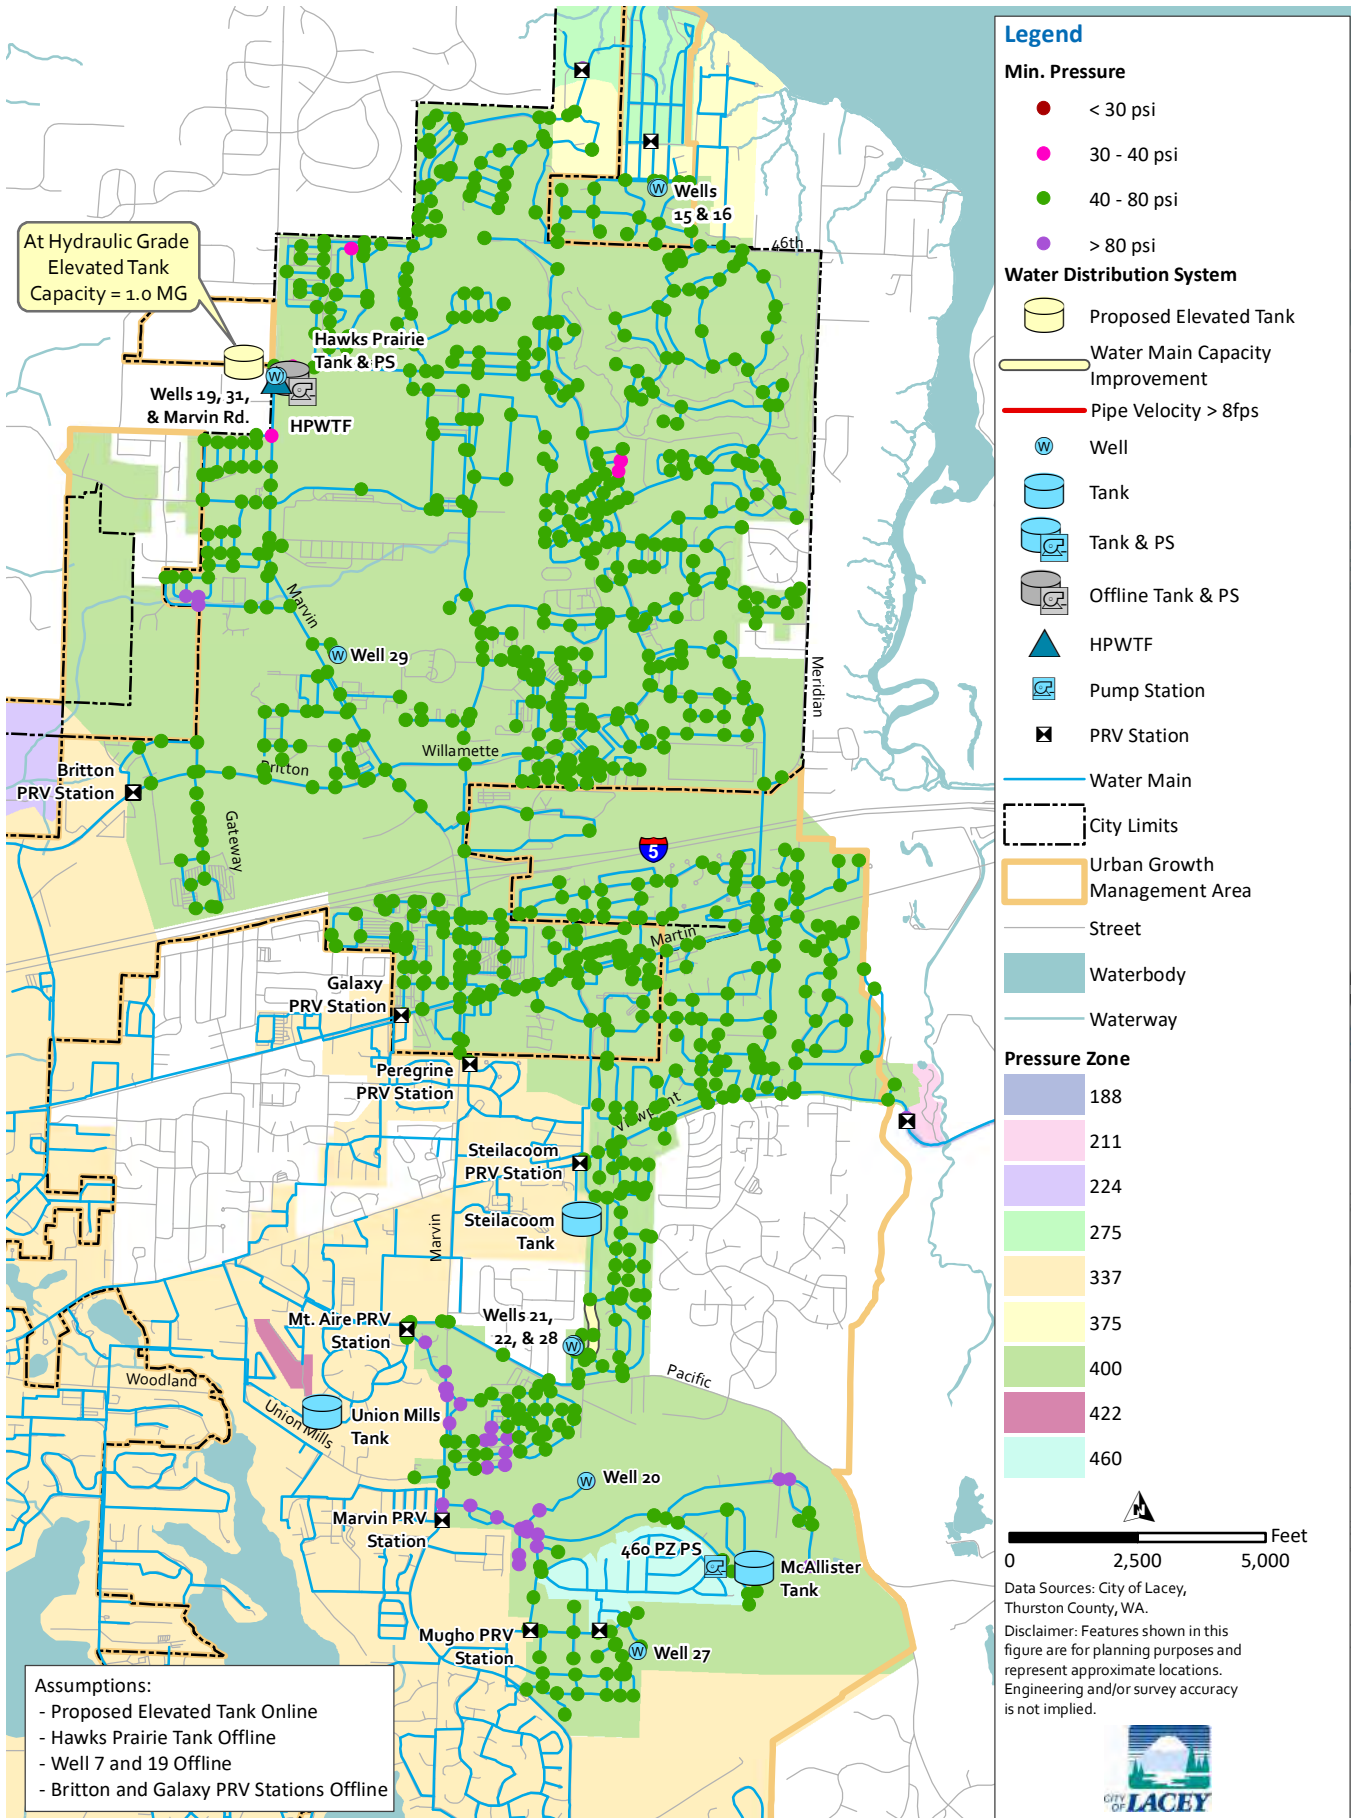 46th
Wells
15 & 16
At Hydraulic Grade
Elevated Tank
Capacity = 1.0 MG
Hawks Prairie
Tank & PS
Wells 19, 31,
& Marvin Rd.
HPWTF
Marvin
Well 29
Meridian
Willamette
Britton
Britton
PRV Station
Gateway
5
Martin
Galaxy
PRV Station
Peregrine
PRV Station
Viewpoint
Steilacoom
PRV Station
Steilacoom
Tank
Marvin
Wells 21,
22, & 28
Mt. Aire PRV
Station
Pacific
Woodland
Union Mills
Union Mills
Tank
Well 20
Marvin PRV
Station
460 PZ PS
McAllister
Tank
Mugho PRV
Station
Well 27
Assumptions:
- Proposed Elevated Tank Online
- Hawks Prairie Tank Offline
- Well 7 and 19 Offline
- Britton and Galaxy PRV Stations Offline
Legend
Min. Pressure
< 30 psi
30 - 40 psi
40 - 80 psi
> 80 psi
Water Distribution System
Proposed Elevated Tank
Water Main Capacity
Improvement
Pipe Velocity > 8fps
W Well
Tank
Tank & PS
Offline Tank & PS
HPWTF
Pump Station
PRV Station
Water Main
City Limits
Urban Growth
Management Area
Street
Waterbody
Waterway
Pressure Zone
188
211
224
275
337
375
400
422
460
N
Feet
0 2,500 5,000
Data Sources: City of Lacey,
Thurston County, WA.
Disclaimer: Features shown in this
figure are for planning purposes and
represent approximate locations.
Engineering and/or survey accuracy
is not implied.
CITY OF LACEY